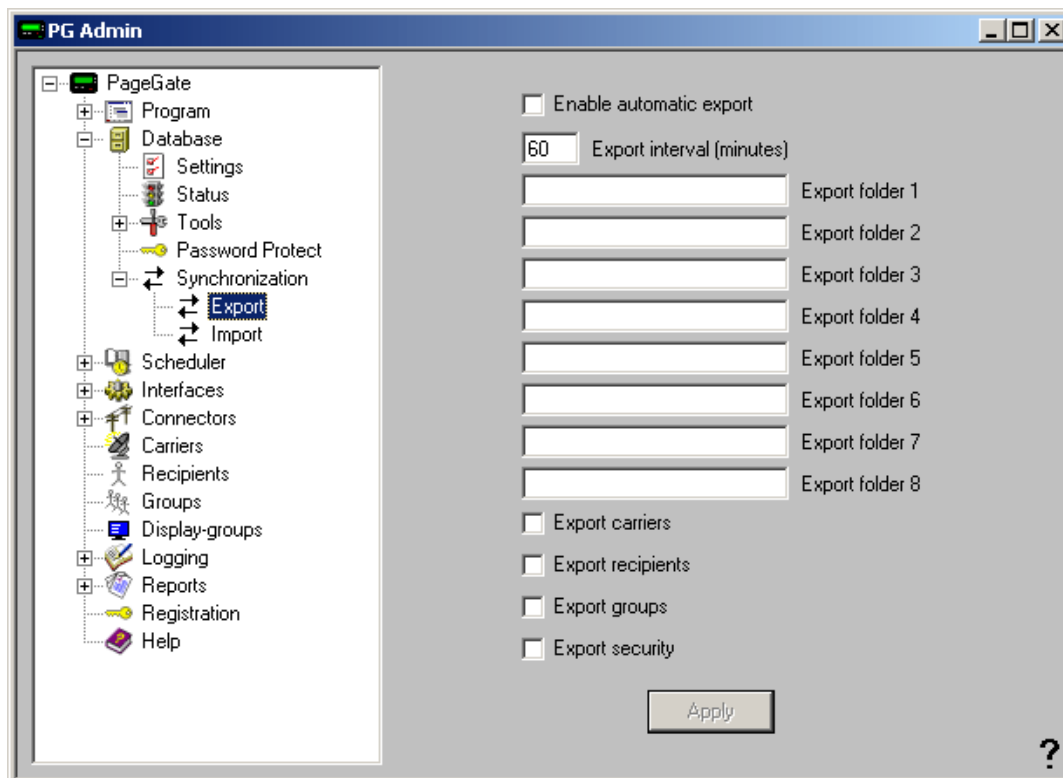 PG Admin
PageGate
Program
Database
Settings
Status
Tools
Password Protect
Synchronization
Export
Import
Scheduler
Interfaces
Connectors
Carriers
Recipients
Groups
Display-groups
Logging
Reports
Registration
Help
Enable automatic export
60 Export interval (minutes)
Export folder 1
Export folder 2
Export folder 3
Export folder 4
Export folder 5
Export folder 6
Export folder 7
Export folder 8
Export carriers
Export recipients
Export groups
Export security
Apply
?